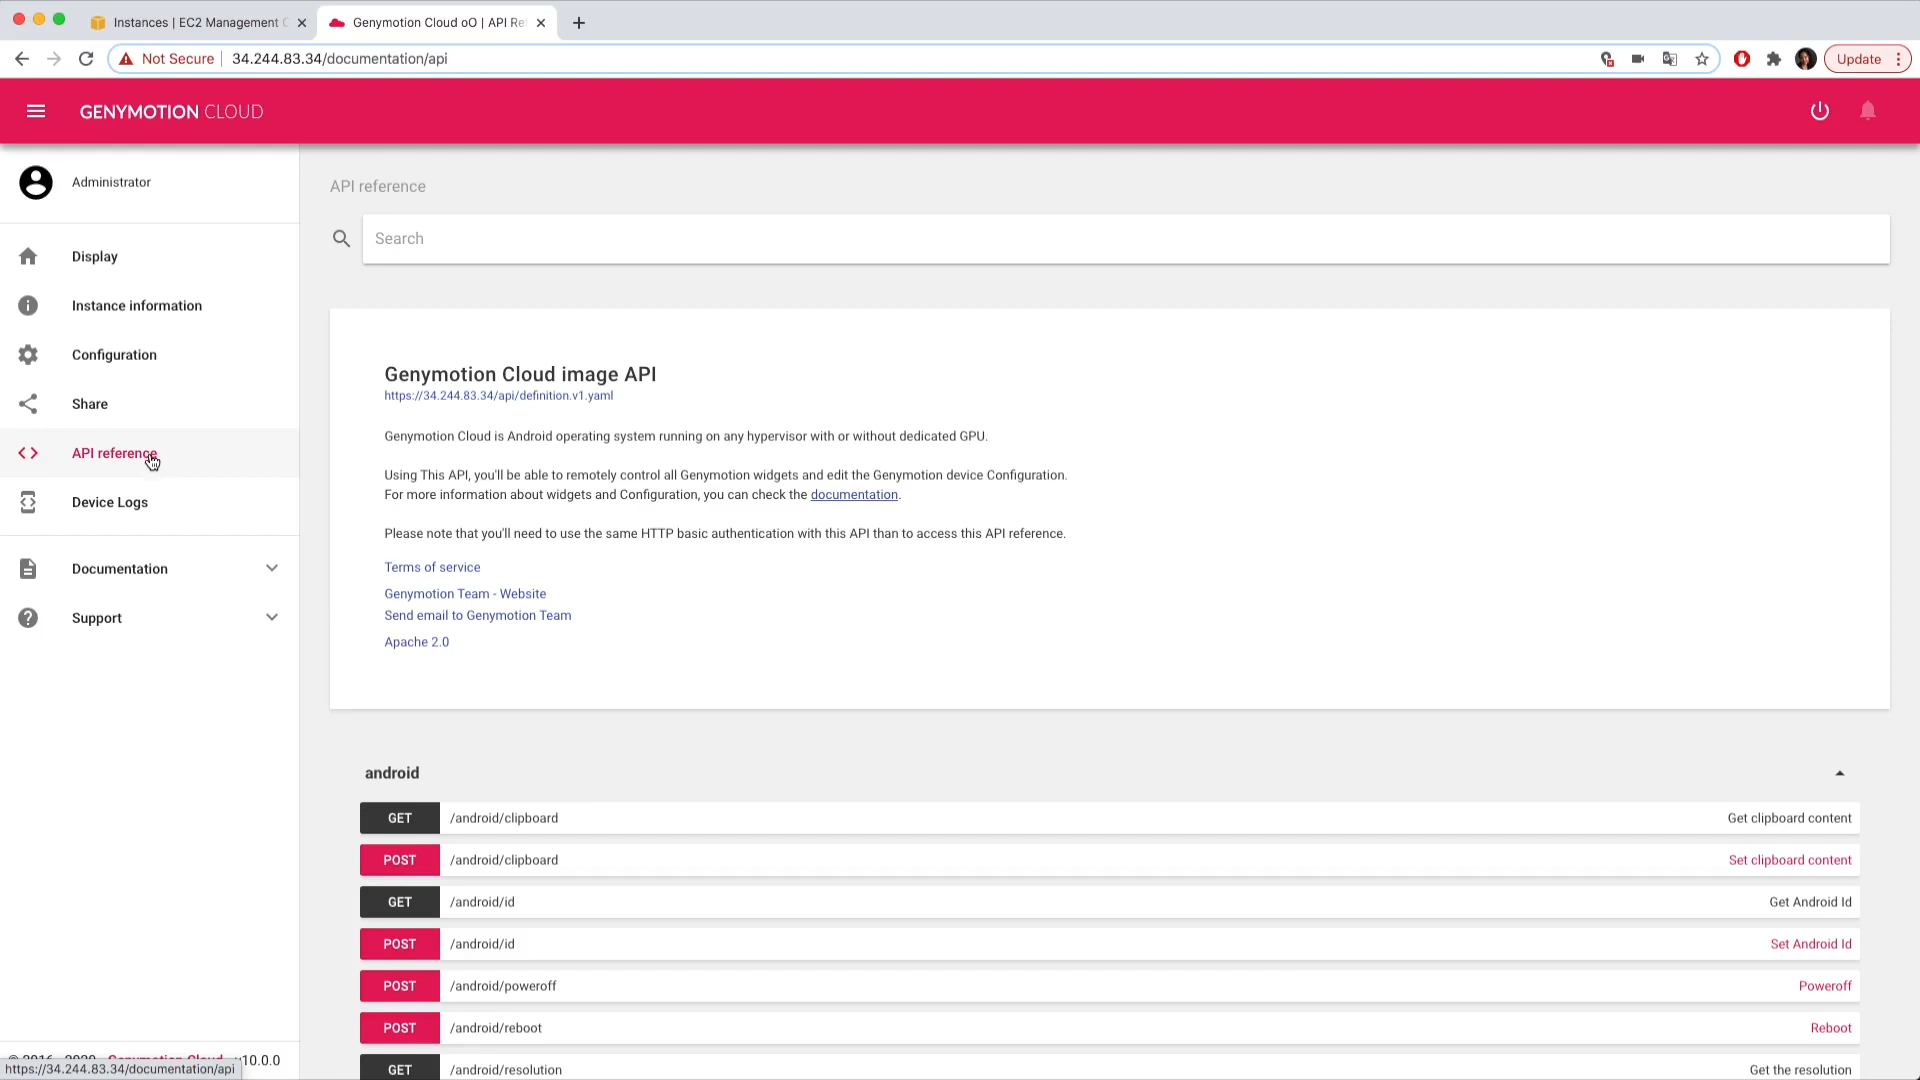 Instances | EC2 Management C
Genymotion Cloud oO | API Re
Not Secure
34.244.83.34/documentation/api
Update
GENYMOTION CLOUD
Administrator
Display
Instance information
Configuration
Share
API reference
Device Logs
Documentation
Support
v10.0.0
https://34.244.83.34/documentation/api
API reference
Search
Genymotion Cloud image API
https://34.244.83.34/api/definition.v1.yaml
Genymotion Cloud is Android operating system running on any hypervisor with or without dedicated GPU.
Using This API, you'll be able to remotely control all Genymotion widgets and edit the Genymotion device Configuration.
For more information about widgets and Configuration, you can check the documentation.
Please note that you'll need to use the same HTTP basic authentication with this API than to access this API reference.
Terms of service
Genymotion Team - Website
Send email to Genymotion Team
Apache 2.0
android
GET /android/clipboard Get clipboard content
POST /android/clipboard Set clipboard content
GET /android/id Get Android Id
POST /android/id Set Android Id
POST /android/poweroff Poweroff
POST /android/reboot Reboot
GET /android/resolution Get the resolution